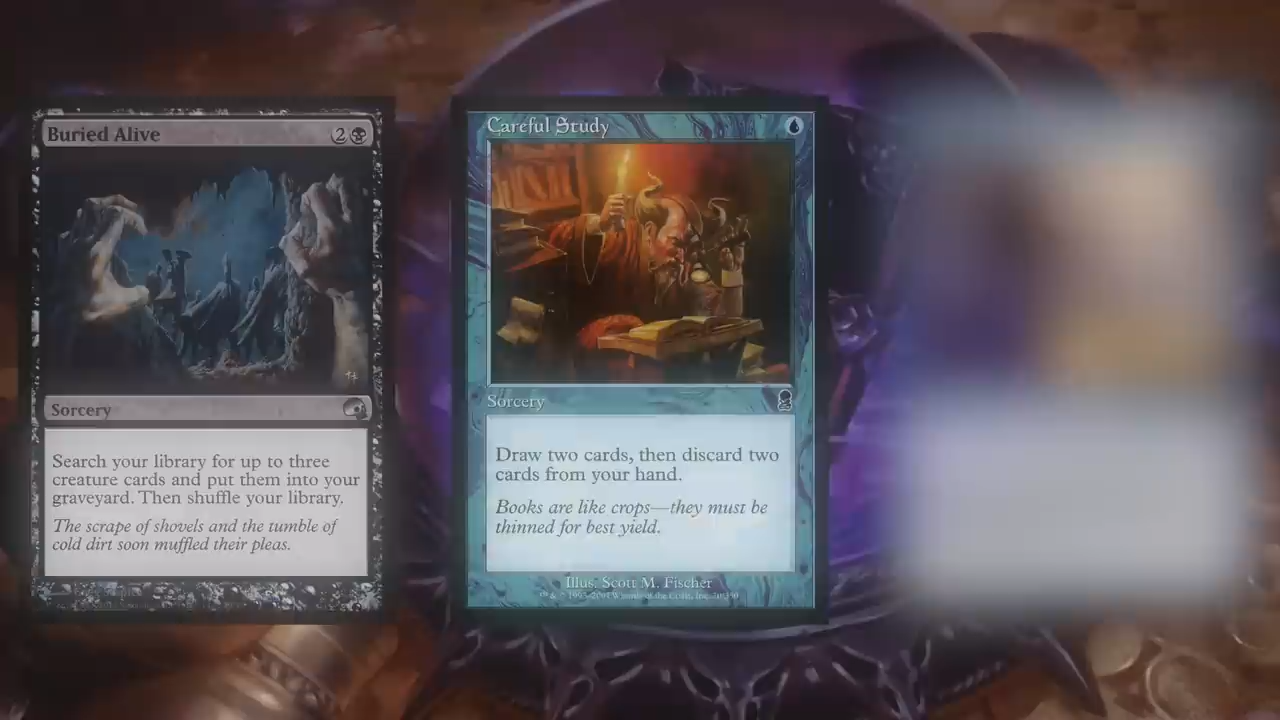 Buried Alive
2
Sorcery
Search your library for up to three
creature cards and put them into your
graveyard. Then shuffle your library.
The scrape of shovels and the tumble of
cold dirt soon muffled their pleas.
Careful Study
Sorcery
Draw two cards, then discard two
cards from your hand.
Books are like crops—they must be
thinned for best yield.
Illus. Scott M. Fischer